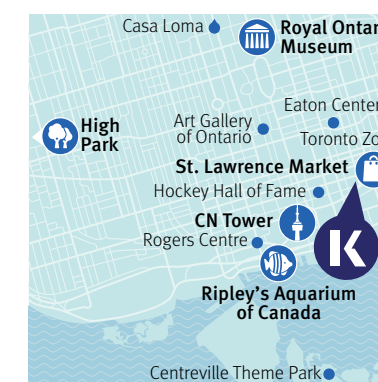 Casa Loma
Royal Ontar
Museum
High
Park
Art Gallery
of Ontario
Eaton Center
Toronto Zo
St. Lawrence Market
Hockey Hall of Fame
CN Tower
Rogers Centre
K
Ripley's Aquarium
of Canada
Centreville Theme Park